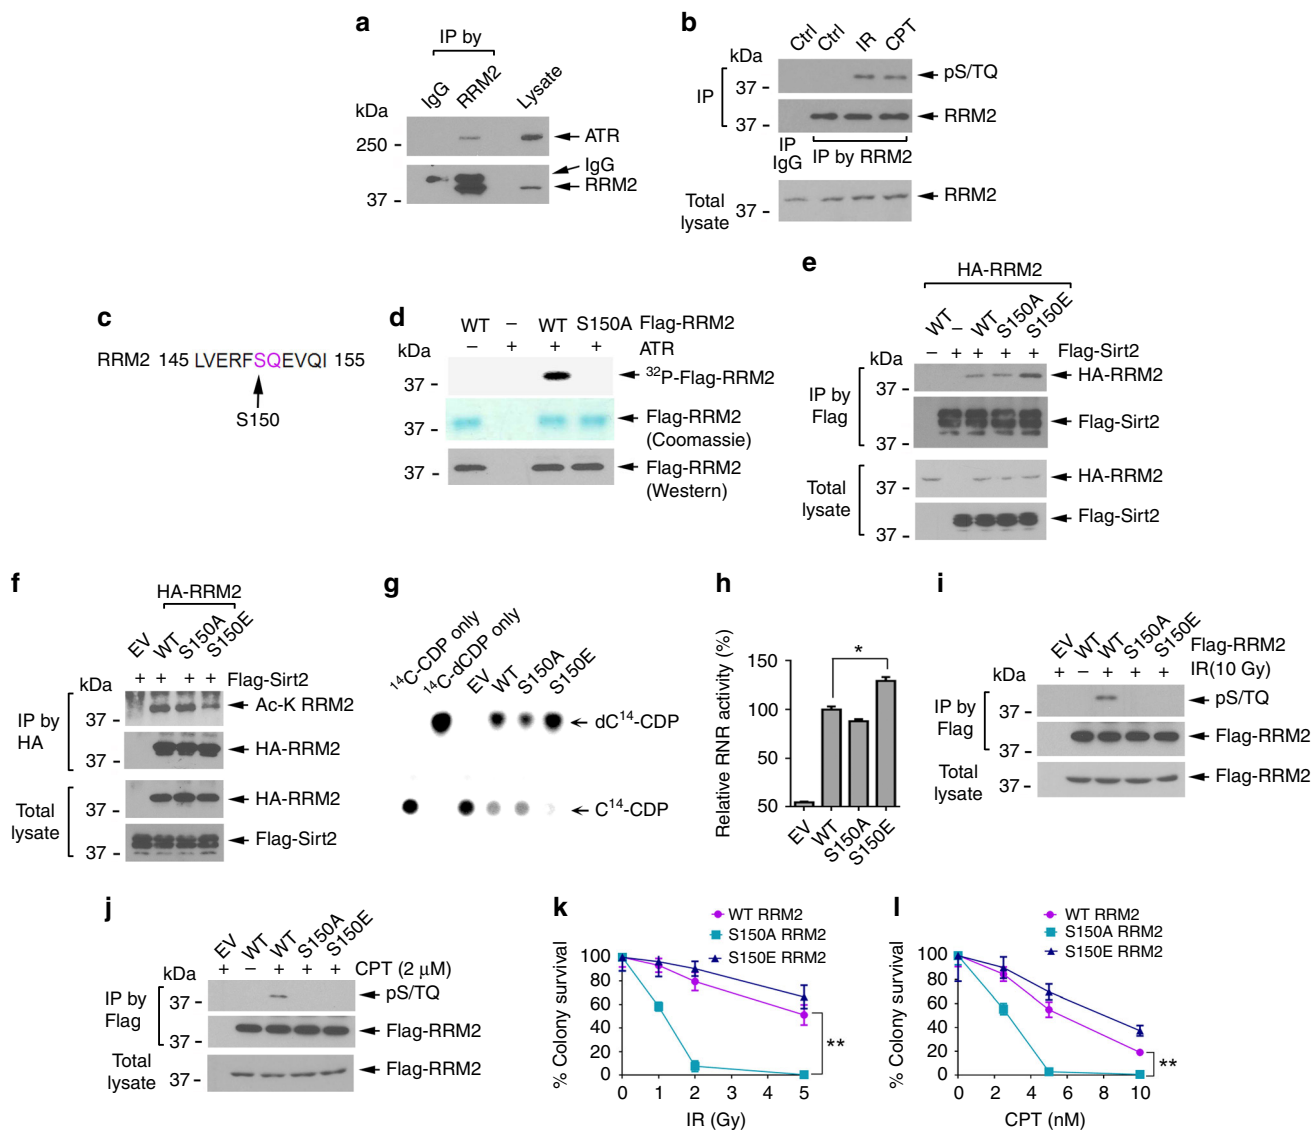 a
IP by
IgG
RRM2
Lysate
kDa
250
ATR
IgG
RRM2
37
b
Ctrl
Ctrl
IR
CPT
kDa
IP
37
pS/TQ
37
RRM2
IP
IgG
IP by RRM2
Total
lysate
37
RRM2
c
RRM2 145 LVERFSQEVQI 155
S150
d
WT – WT S150A Flag-RRM2
– + + + ATR
kDa
37
³²P-Flag-RRM2
37
Flag-RRM2
(Coomassie)
37
Flag-RRM2
(Western)
e
HA-RRM2
WT
–
WT
S150A
S150E
– + + + + Flag-Sirt2
kDa
IP by
Flag
37
HA-RRM2
Flag-Sirt2
37
Total
lysate
37
HA-RRM2
37
Flag-Sirt2
f
HA-RRM2
EV
WT
S150A
S150E
+ + + + Flag-Sirt2
kDa
IP by
HA
37
Ac-K RRM2
37
HA-RRM2
Total
lysate
37
HA-RRM2
37
Flag-Sirt2
g
¹⁴C-CDP only
¹⁴C-dCDP only
EV
WT
S150A
S150E
dC¹⁴-CDP
C¹⁴-CDP
h
Relative RNR activity (%)
150
100
50
50
*
EV
WT
S150A
S150E
i
EV
WT
WT
S150A
S150E
Flag-RRM2
+ – + + + IR(10 Gy)
kDa
IP by
Flag
37
pS/TQ
37
Flag-RRM2
Total
lysate
37
Flag-RRM2
j
EV
WT
WT
S150A
S150E
+ – + + + CPT (2 μM)
kDa
IP by
Flag
37
pS/TQ
37
Flag-RRM2
Total
lysate
37
Flag-RRM2
k
WT RRM2
S150A RRM2
S150E RRM2
% Colony survival
100
80
60
40
20
0
**
0 1 2 3 4 5
IR (Gy)
l
WT RRM2
S150A RRM2
S150E RRM2
% Colony survival
100
80
60
40
20
0
**
0 2 4 6 8 10
CPT (nM)